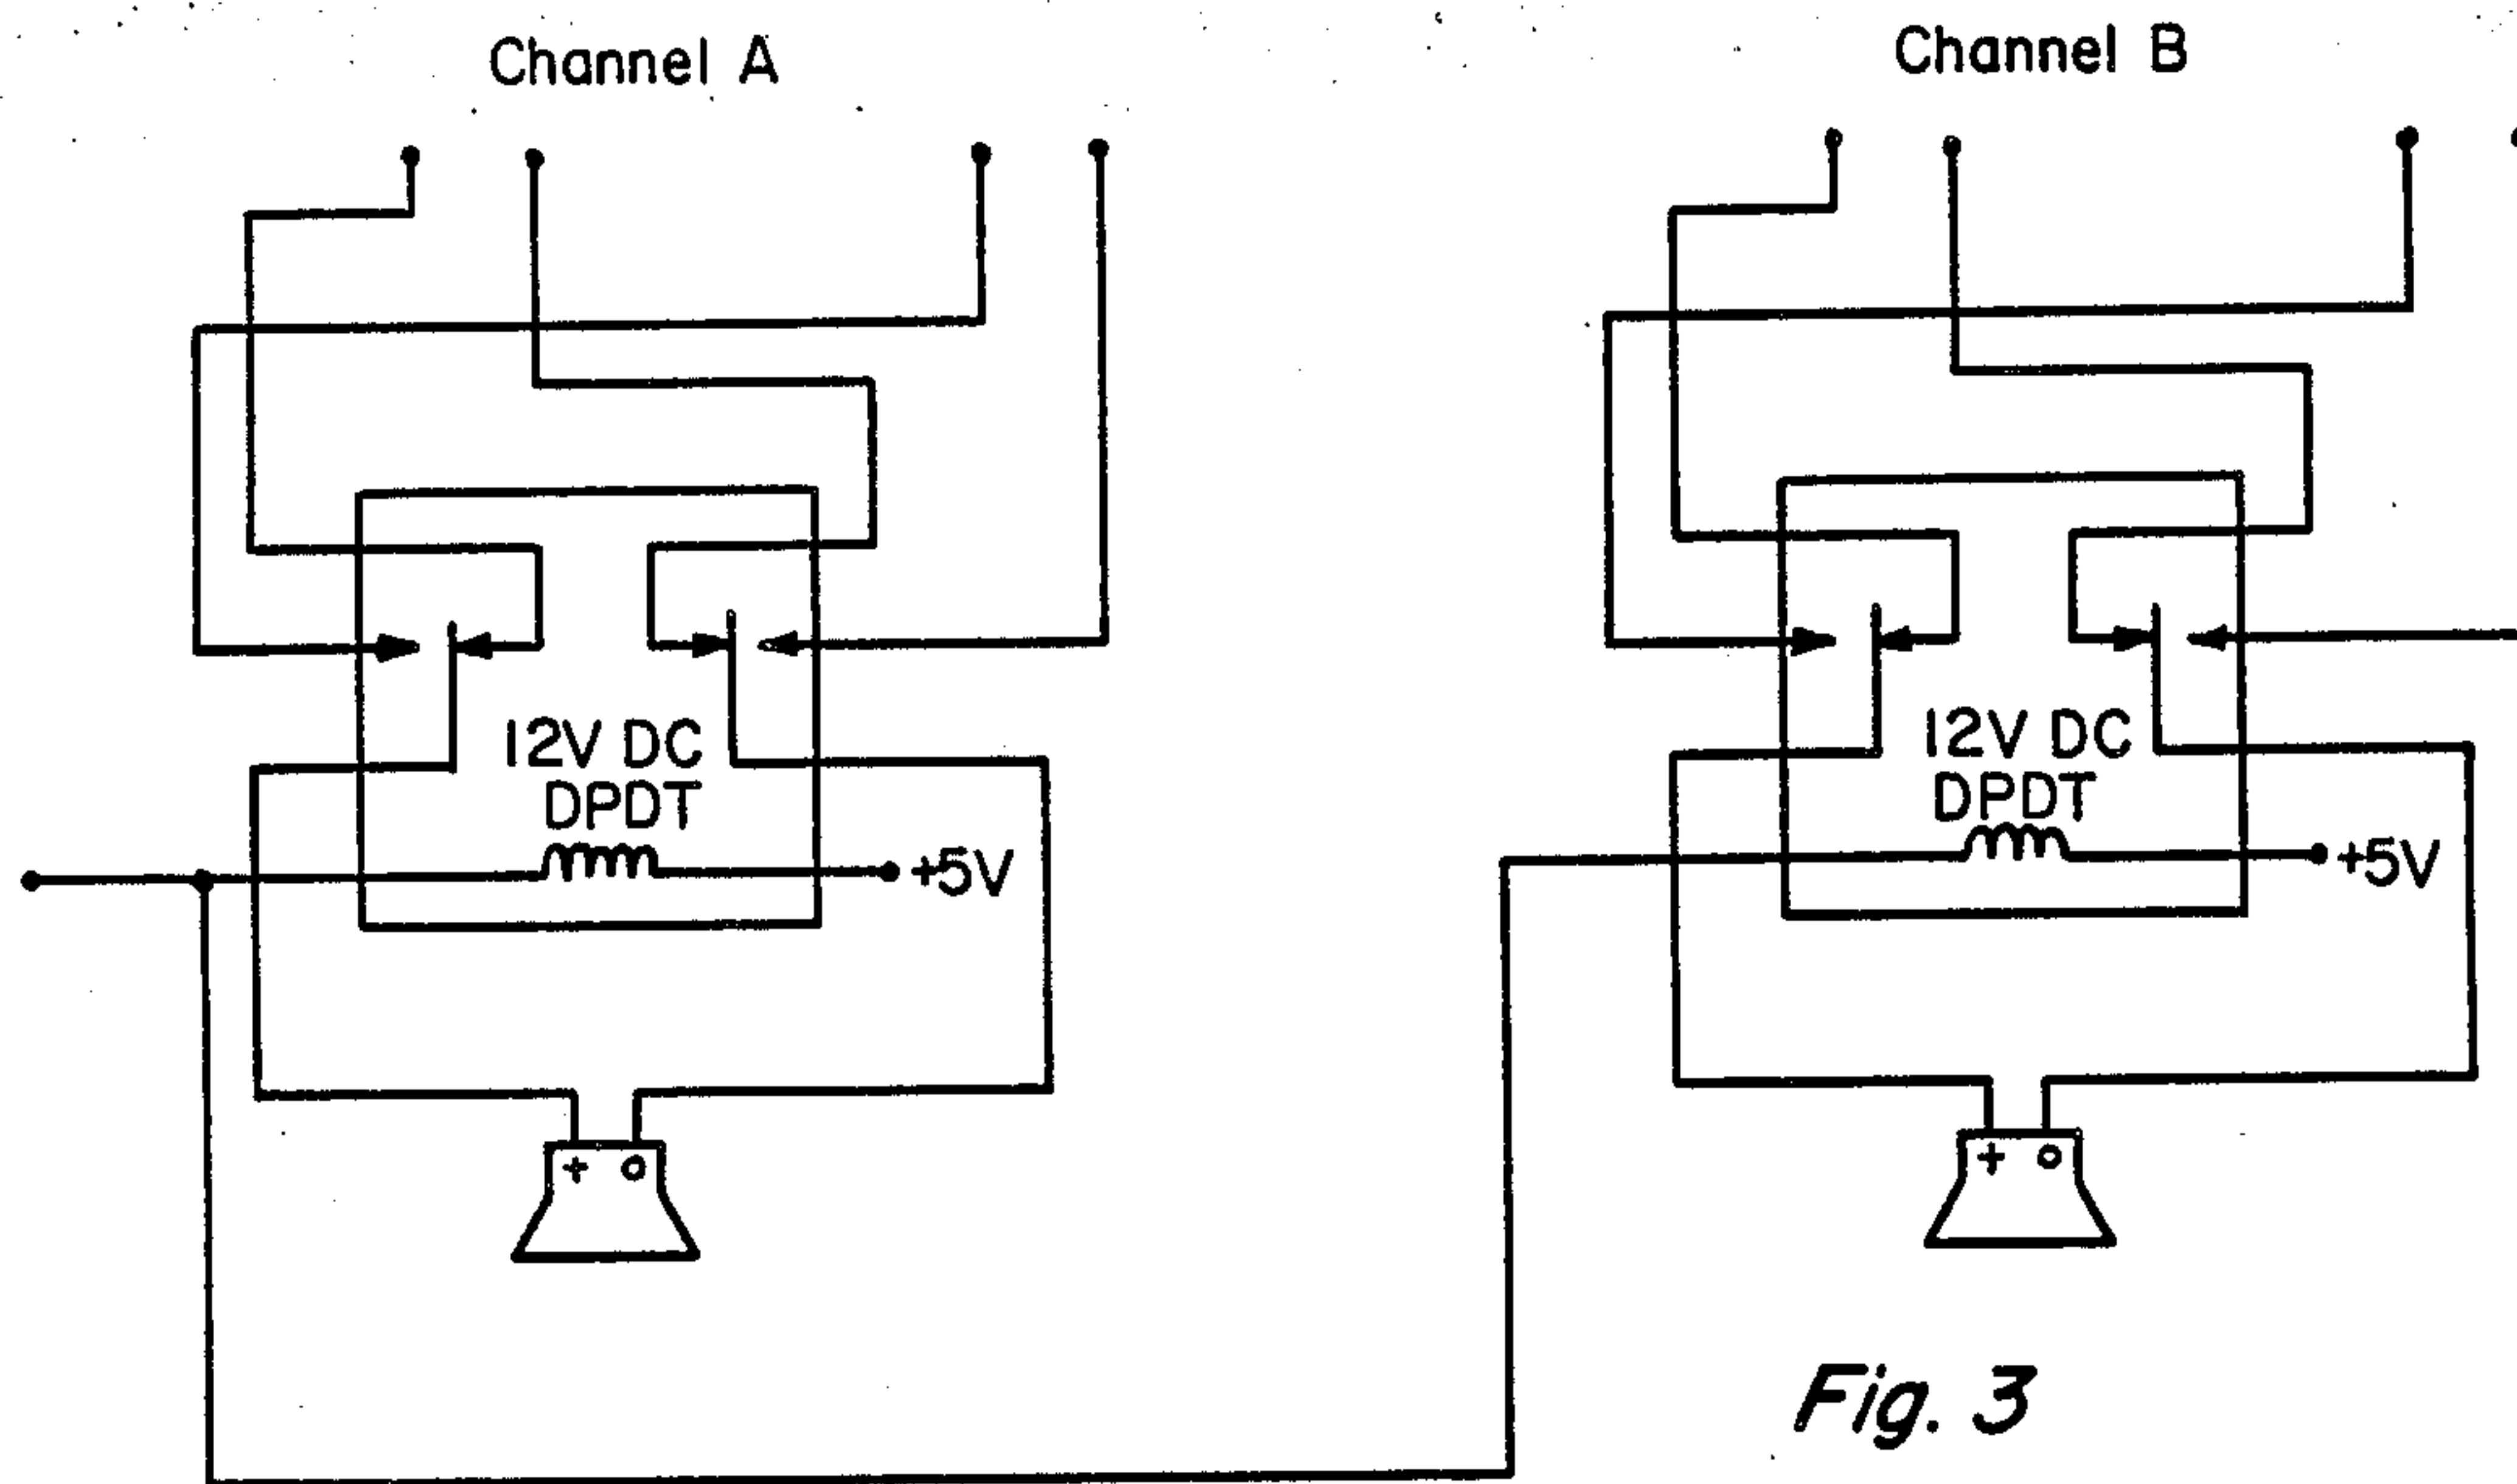 Channel A
Channel B
12V DC
DPDT
+5V
+ o
12V DC
DPDT
+5V
+ o
Fig. 3